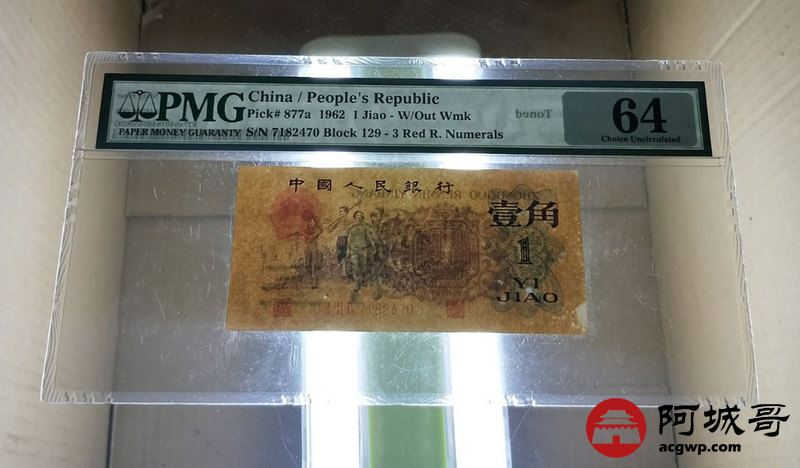 PMG
PAPER MONEY GUARANTY
China / People's Republic
Pick# 877a 1962 1 Jiao - W/Out Wmk
S/N 7182470 Block 129 - 3 Red R. Numerals
Toned
64
Choice Uncirculated
中國人民銀行
壹角
1
YI
JIAO
7182470
阿城哥
acgwp.com